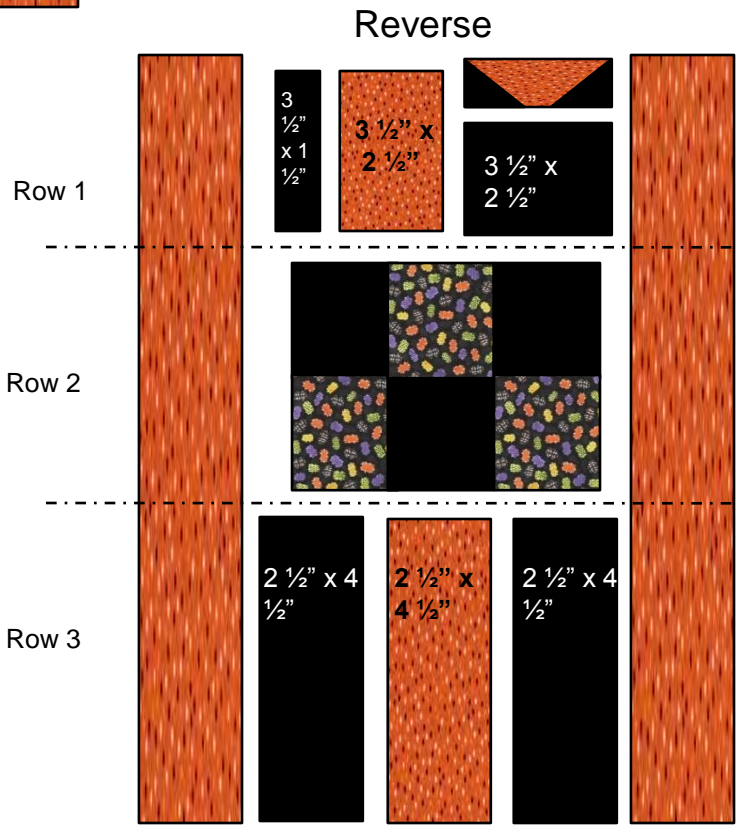 Reverse
Row 1
3
½”
x 1
½”
3 ½” x
2 ½”
3 ½” x
2 ½”
Row 2
Row 3
2 ½” x 4
½”
2 ½” x
4 ½”
2 ½” x 4
½”